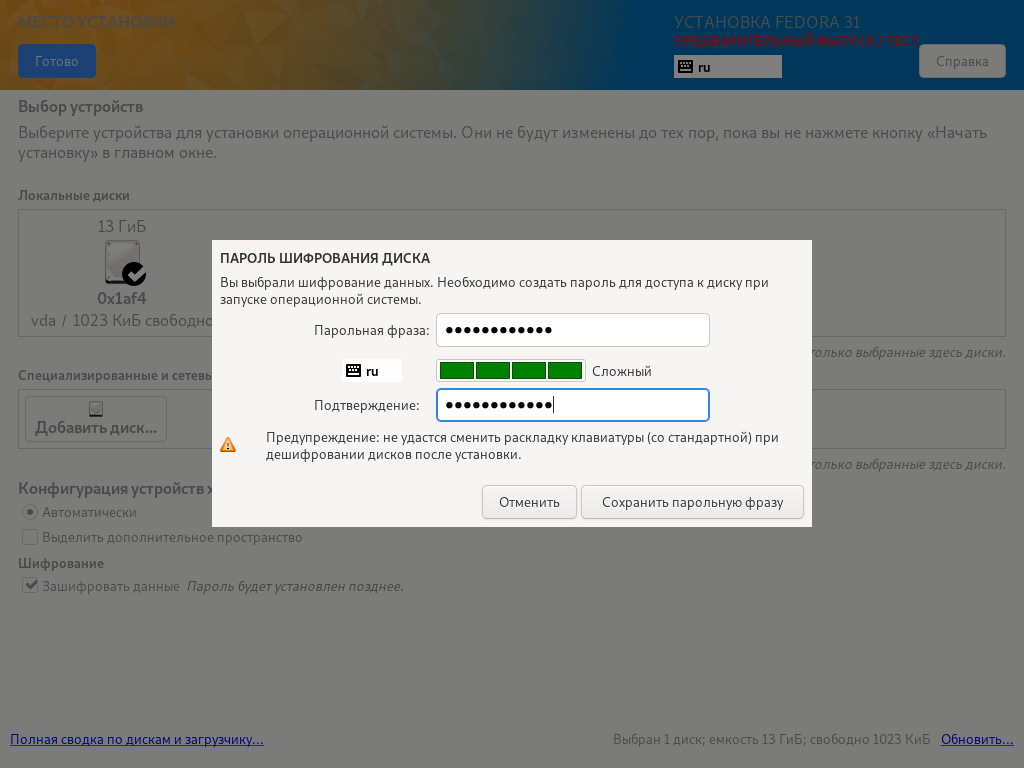 МЕСТО УСТАНОВКИ
УСТАНОВКА FEDORA 31
ПРЕДВАРИТЕЛЬНЫЙ ВЫПУСК / ТЕСТ
Готово
ru
Справка
Выбор устройств
Выберите устройства для установки операционной системы. Они не будут изменены до тех пор, пока вы не нажмете кнопку «Начать
установку» в главном окне.
Локальные диски
13 ГиБ
0x1af4
vda / 1023 КиБ свободно
только выбранные здесь диски.
ПАРОЛЬ ШИФРОВАНИЯ ДИСКА
Вы выбрали шифрование данных. Необходимо создать пароль для доступа к диску при
запуске операционной системы.
Парольная фраза: ●●●●●●●●●●●●
ru
Сложный
Подтверждение: ●●●●●●●●●●●●
Предупреждение: не удастся сменить раскладку клавиатуры (со стандартной) при
дешифровании дисков после установки.
Отменить
Сохранить парольную фразу
Специализированные и
Добавить диск...
только выбранные здесь диски.
Конфигурация устройств
Автоматически
Выделить дополнительное пространство
Шифрование
Зашифровать данные Пароль будет установлен позднее.
Полная сводка по дискам и загрузчику...
Выбран 1 диск; емкость 13 ГиБ; свободно 1023 КиБ
Обновить...